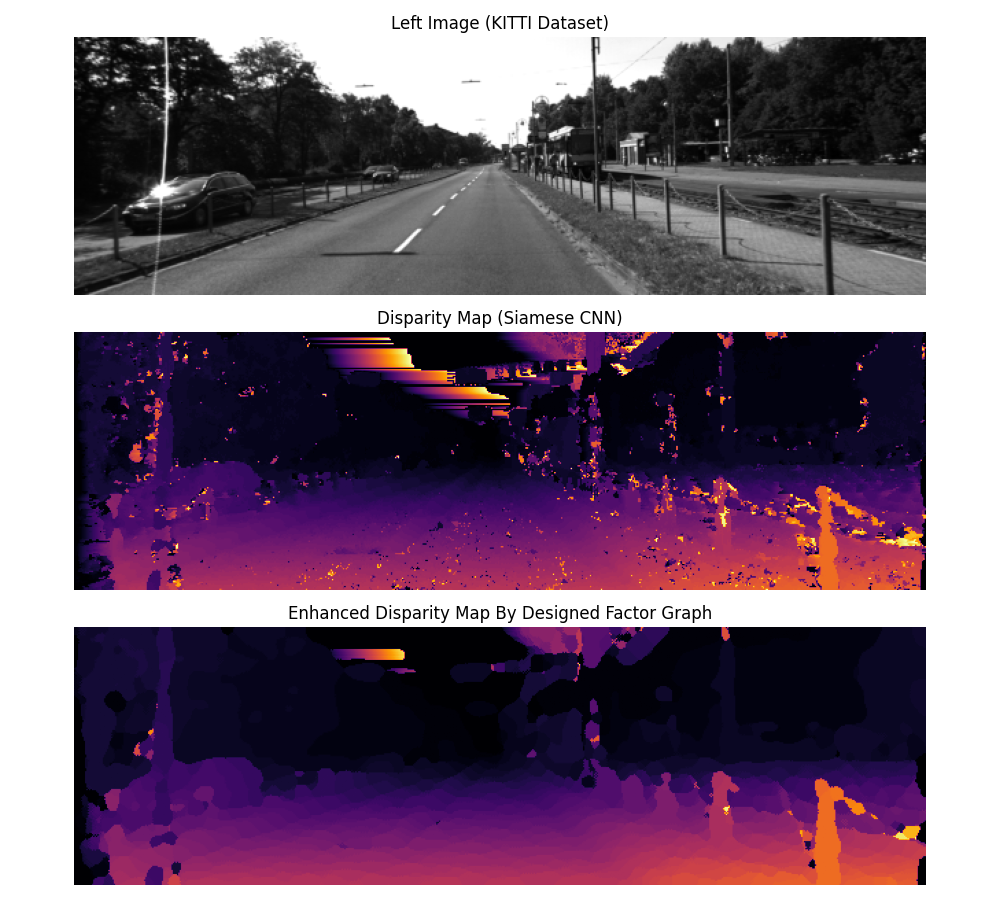 Left Image (KITTI Dataset)
Disparity Map (Siamese CNN)
Enhanced Disparity Map By Designed Factor Graph